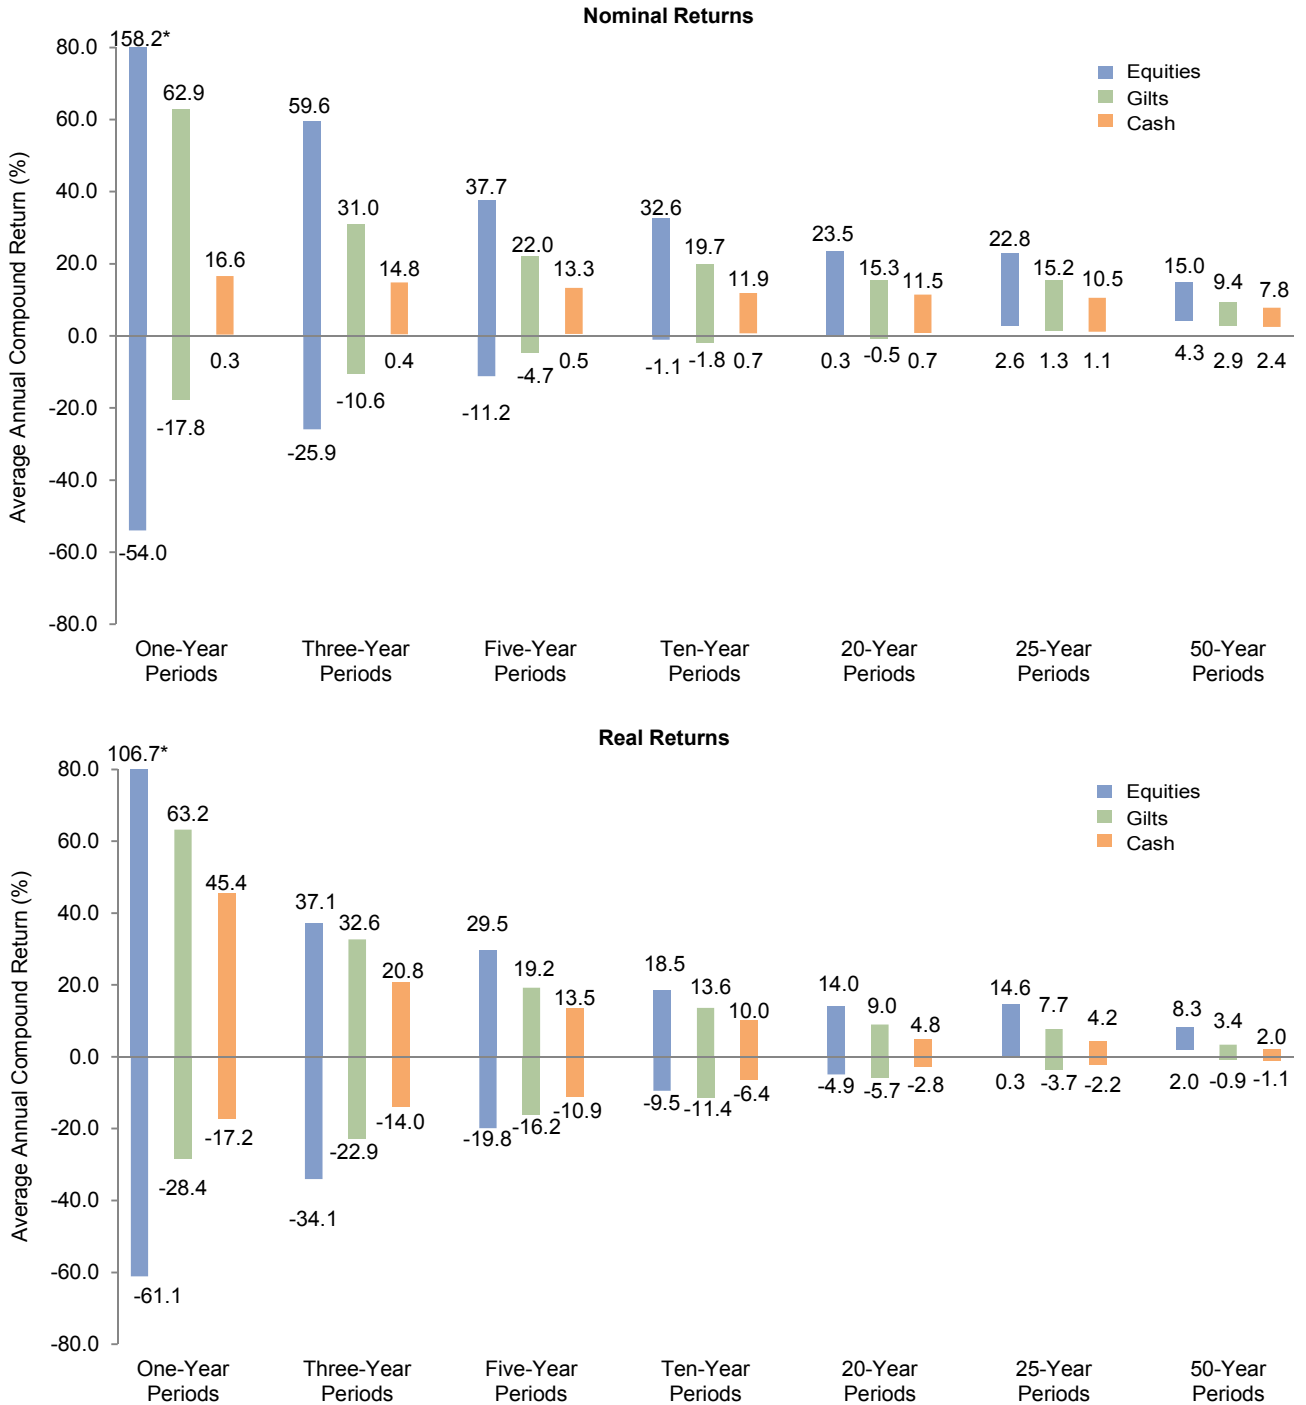 Nominal Returns
Average Annual Compound Return (%)
80.0
60.0
40.0
20.0
0.0
-20.0
-40.0
-60.0
-80.0
Equities
Gilts
Cash
158.2*
62.9
16.6
59.6
31.0
14.8
37.7
22.0
13.3
32.6
19.7
11.9
23.5
15.3
11.5
22.8
15.2
10.5
15.0
9.4
7.8
-54.0
-17.8
0.3
-25.9
-10.6
0.4
-11.2
-4.7
0.5
-1.1
-1.8
0.7
0.3
-0.5
0.7
2.6
1.3
1.1
4.3
2.9
2.4
One-Year
Periods
Three-Year
Periods
Five-Year
Periods
Ten-Year
Periods
20-Year
Periods
25-Year
Periods
50-Year
Periods
Real Returns
Average Annual Compound Return (%)
80.0
60.0
40.0
20.0
0.0
-20.0
-40.0
-60.0
-80.0
Equities
Gilts
Cash
106.7*
63.2
45.4
37.1
32.6
20.8
29.5
19.2
13.5
18.5
13.6
10.0
14.0
9.0
4.8
14.6
7.7
4.2
8.3
3.4
2.0
-61.1
-28.4
-17.2
-34.1
-22.9
-14.0
-19.8
-16.2
-10.9
-9.5
-11.4
-6.4
-4.9
-5.7
-2.8
0.3
-3.7
-2.2
2.0
-0.9
-1.1
One-Year
Periods
Three-Year
Periods
Five-Year
Periods
Ten-Year
Periods
20-Year
Periods
25-Year
Periods
50-Year
Periods